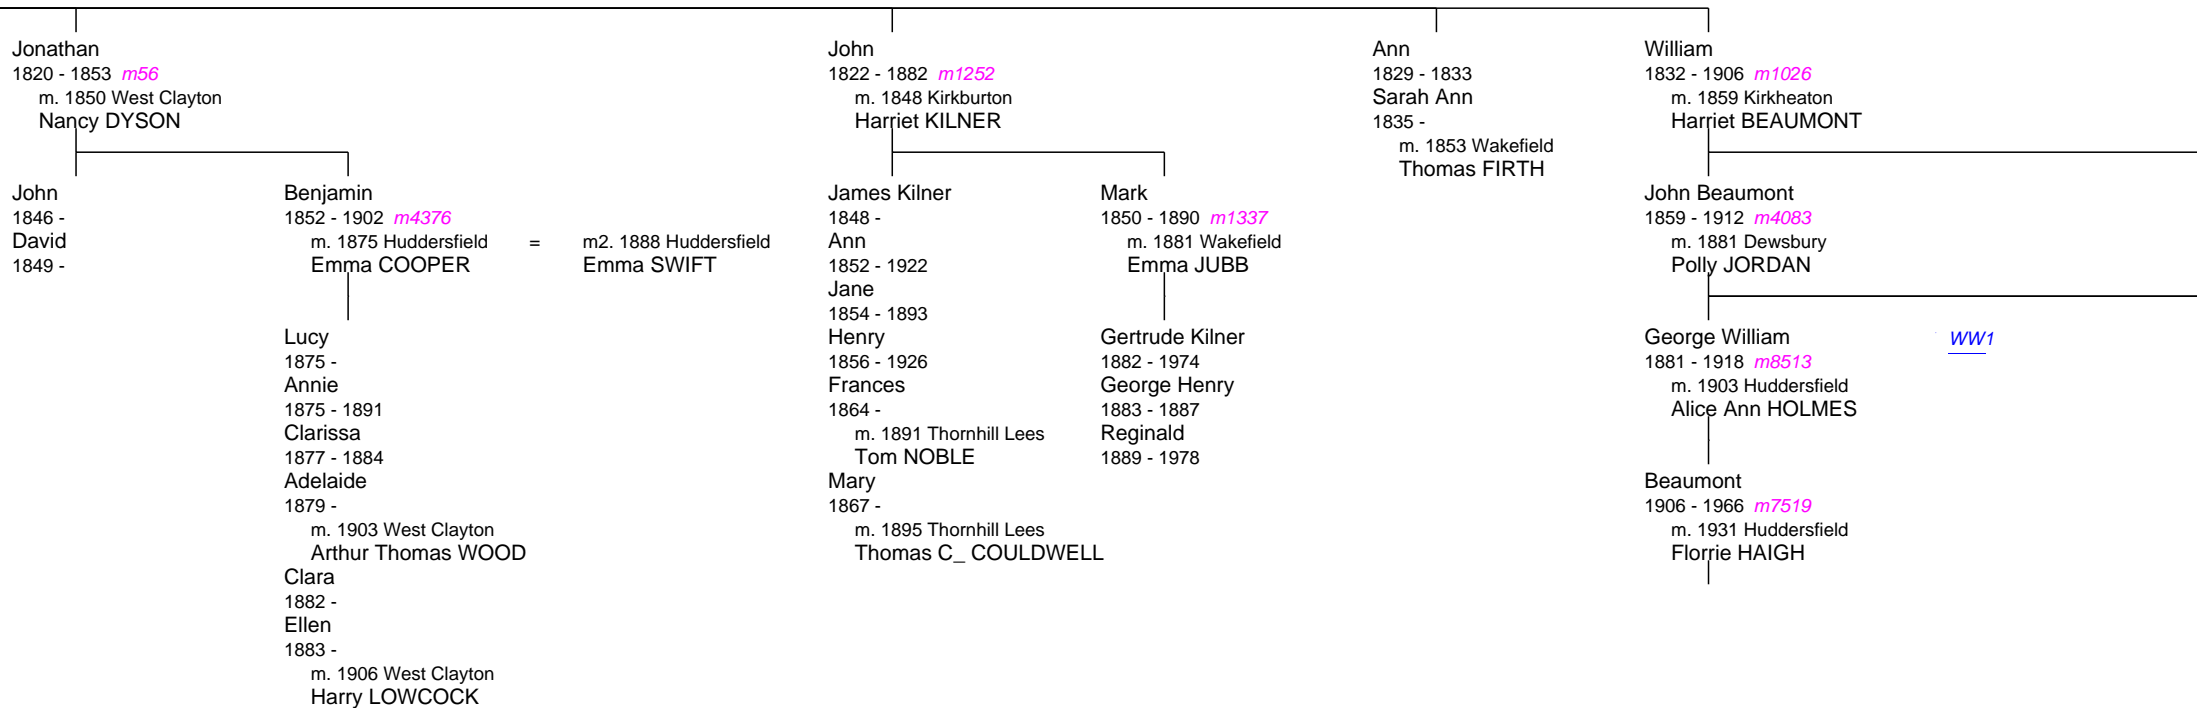 Jonathan
1820 - 1853 m56
m. 1850 West Clayton
Nancy DYSON
John
1846 -
David
1849 -
Benjamin
1852 - 1902 m4376
m. 1875 Huddersfield = m2. 1888 Huddersfield
Emma COOPER Emma SWIFT
Lucy
1875 -
Annie
1875 - 1891
Clarissa
1877 - 1884
Adelaide
1879 -
m. 1903 West Clayton
Arthur Thomas WOOD
Clara
1882 -
Ellen
1883 -
m. 1906 West Clayton
Harry LOWCOCK
John
1822 - 1882 m1252
m. 1848 Kirkburton
Harriet KILNER
James Kilner
1848 -
Ann
1852 - 1922
Jane
1854 - 1893
Henry
1856 - 1926
Frances
1864 -
m. 1891 Thornhill Lees
Tom NOBLE
Mary
1867 -
m. 1895 Thornhill Lees
Thomas C_ COULDWELL
Mark
1850 - 1890 m1337
m. 1881 Wakefield
Emma JUBB
Gertrude Kilner
1882 - 1974
George Henry
1883 - 1887
Reginald
1889 - 1978
Ann
1829 - 1833
Sarah Ann
1835 -
m. 1853 Wakefield
Thomas FIRTH
William
1832 - 1906 m1026
m. 1859 Kirkheaton
Harriet BEAUMONT
John Beaumont
1859 - 1912 m4083
m. 1881 Dewsbury
Polly JORDAN
George William WW1
1881 - 1918 m8513
m. 1903 Huddersfield
Alice Ann HOLMES
Beaumont
1906 - 1966 m7519
m. 1931 Huddersfield
Florrie HAIGH